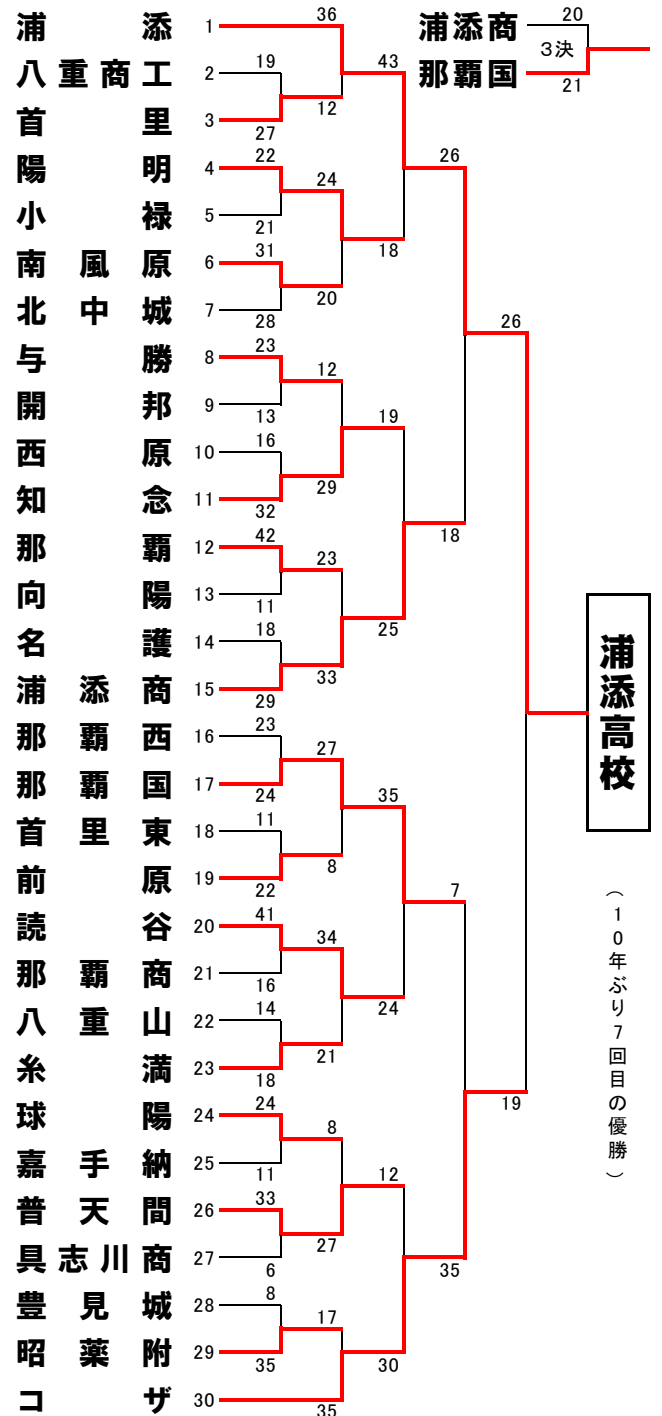 浦添 1
八重商工 2
首里 3
陽明 4
小禄 5
南風原 6
北中城 7
与勝 8
開邦 9
西原 10
知念 11
那覇 12
向陽 13
名護 14
浦添商 15
那覇西 16
那覇国 17
首里東 18
前原 19
読谷 20
那覇商 21
八重山 22
糸満 23
球陽 24
嘉手納 25
普天間 26
具志川商 27
豊見城 28
昭薬附 29
コザ 30
19
27
22
21
31
28
23
13
16
32
42
11
18
29
23
24
11
22
41
16
14
18
24
11
33
6
8
35
36
12
24
20
12
29
23
33
27
8
34
21
8
27
17
35
43
18
19
25
35
24
12
30
26
18
7
35
26
19
浦添商
那覇国
20
3決
21
浦添高校
（10年ぶり7回目の優勝）